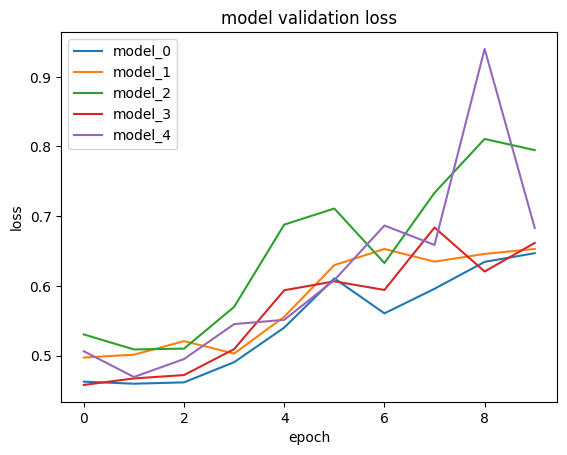 model validation loss
model_0
model_1
model_2
model_3
model_4
0.9
0.8
0.7
0.6
0.5
loss
0 2 4 6 8
epoch